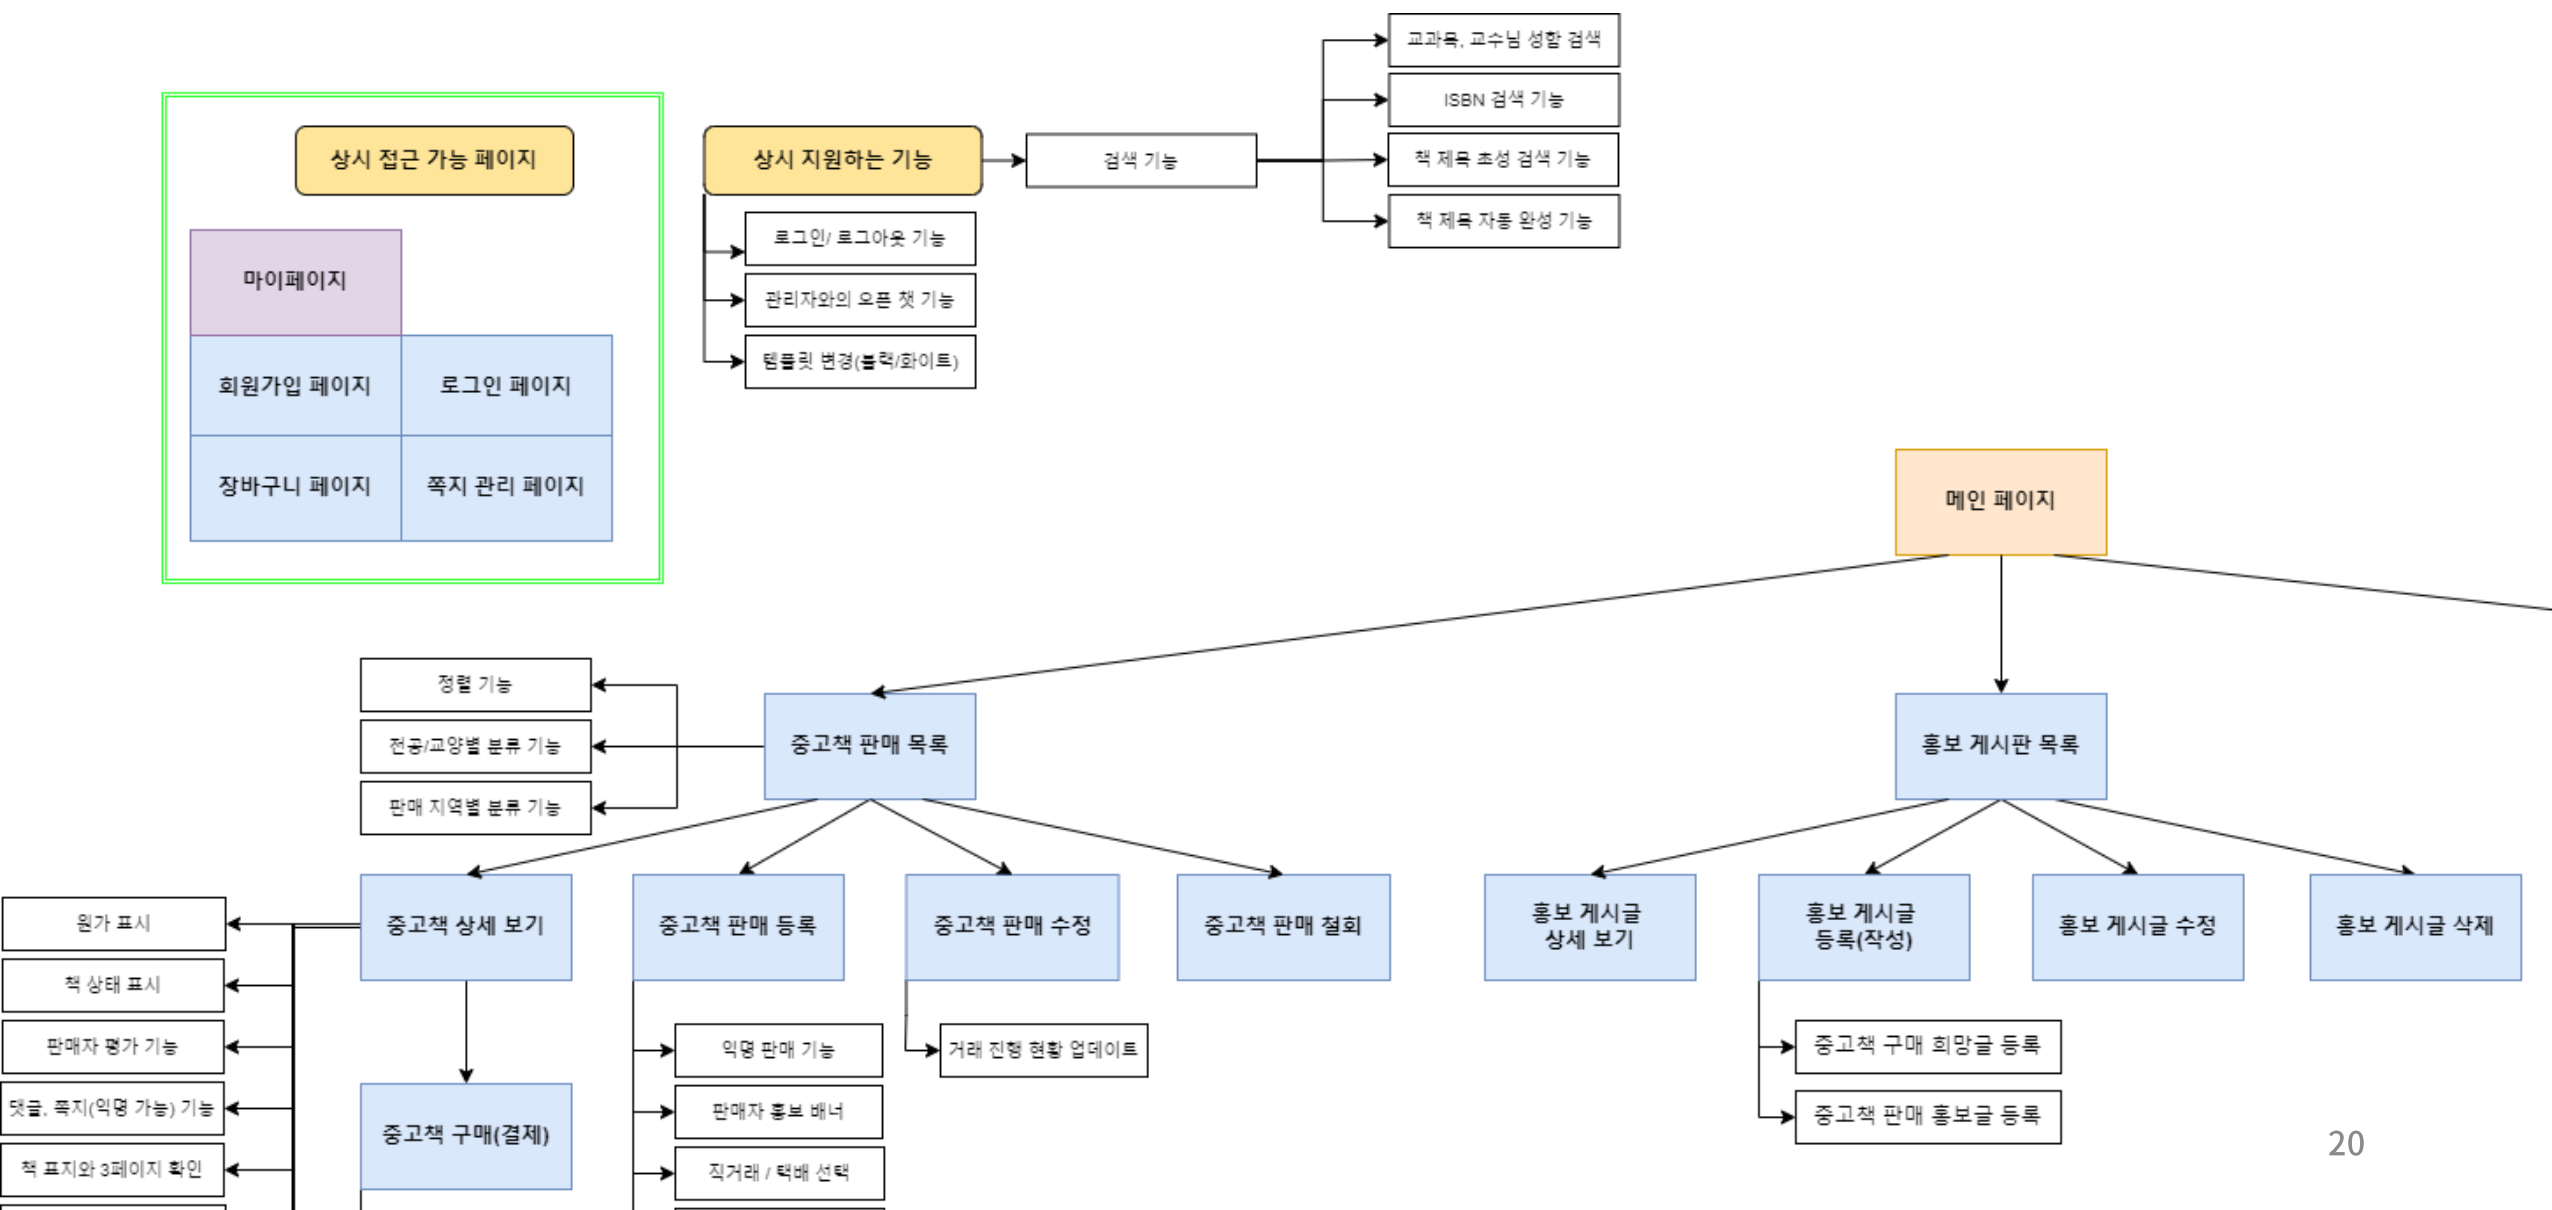 교과목, 교수님 성함 검색
ISBN 검색 기능
책 제목 초성 검색 기능
책 제목 자동 완성 기능
상시 접근 가능 페이지
상시 지원하는 기능
검색 기능
로그인/ 로그아웃 기능
관리자와의 오픈 챗 기능
템플릿 변경(블랙/화이트)
마이페이지
회원가입 페이지
로그인 페이지
장바구니 페이지
쪽지 관리 페이지
메인 페이지
정렬 기능
전공/교양별 분류 기능
판매 지역별 분류 기능
중고책 판매 목록
홍보 게시판 목록
원가 표시
책 상태 표시
판매자 평가 기능
댓글, 쪽지(익명 가능) 기능
책 표지와 3페이지 확인
중고책 상세 보기
중고책 판매 등록
중고책 판매 수정
중고책 판매 철회
홍보 게시글
상세 보기
홍보 게시글
등록(작성)
홍보 게시글 수정
홍보 게시글 삭제
중고책 구매(결제)
익명 판매 기능
판매자 홍보 배너
직거래 / 택배 선택
거래 진행 현황 업데이트
중고책 구매 희망글 등록
중고책 판매 홍보글 등록
20